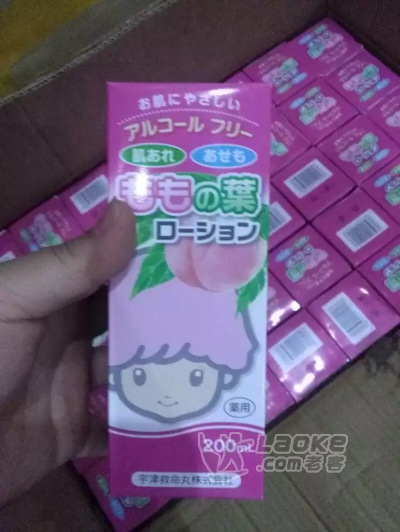 お肌にやさしい
アルコール フリー
肌あれ
あせも
ももの葉
ローション
薬用
200mL
宇津救命丸株式会社
LAOKE
.com老客